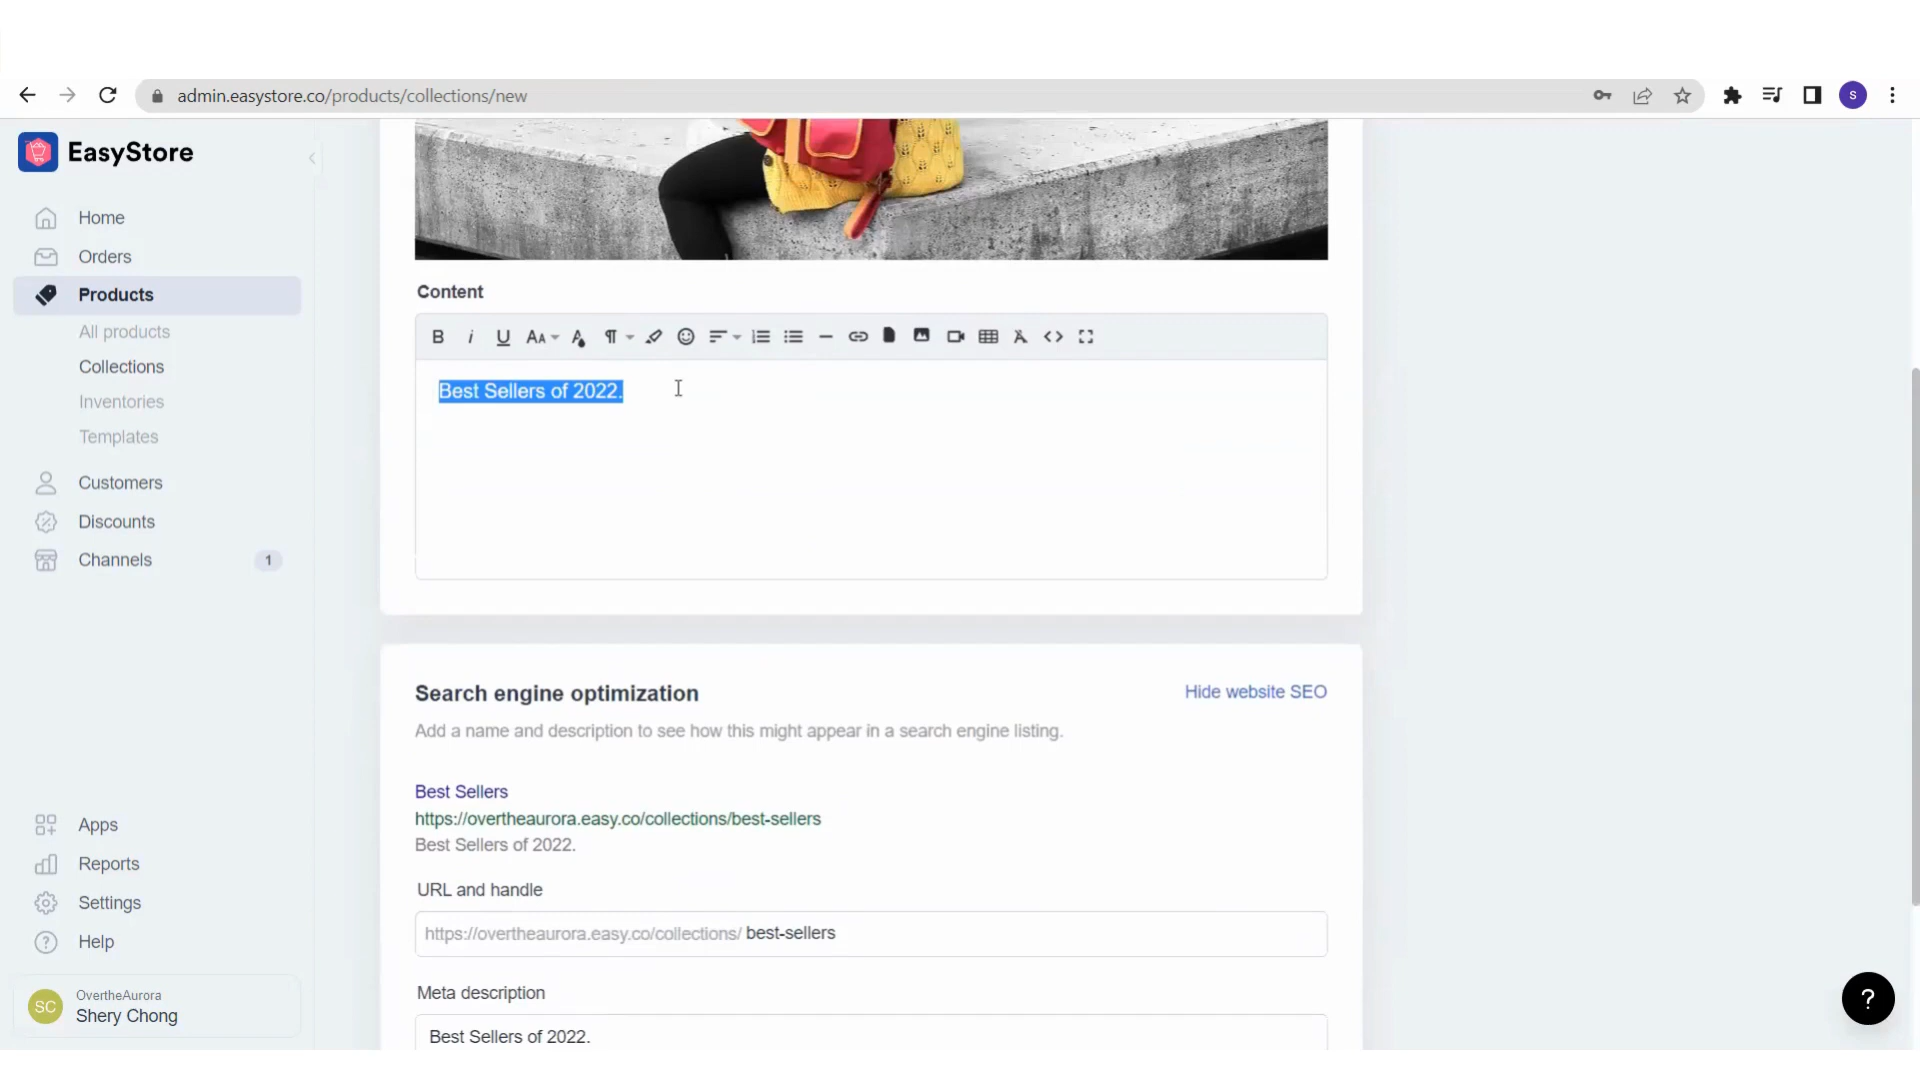 admin.easystore.co/products/collections/new
S
EasyStore
Home
Orders
Products
All products
Collections
Inventories
Templates
Customers
Discounts
Channels
1
Apps
Reports
Settings
Help
SC
OvertheAurora
Shery Chong
Content
Best Sellers of 2022.
Search engine optimization
Hide website SEO
Add a name and description to see how this might appear in a search engine listing.
Best Sellers
https://overtheaurora.easy.co/collections/best-sellers
Best Sellers of 2022.
URL and handle
https://overtheaurora.easy.co/collections/ best-sellers
Meta description
Best Sellers of 2022.
?